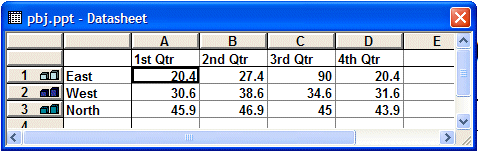 pbj.ppt - Datasheet
A B C D E
1st Qtr 2nd Qtr 3rd Qtr 4th Qtr
1 East 20.4 27.4 90 20.4
2 West 30.6 38.6 34.6 31.6
3 North 45.9 46.9 45 43.9
4